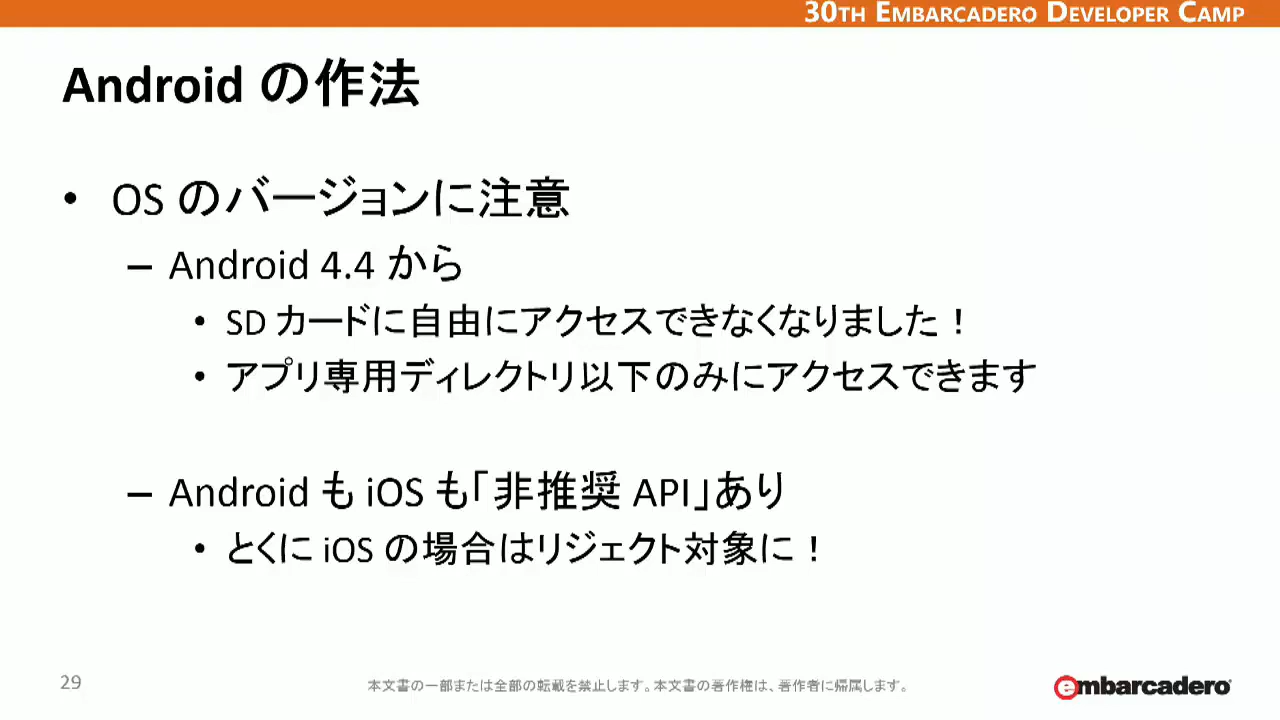 30TH EMBARCADERO DEVELOPER CAMP
Android の作法
• OS のバージョンに注意
– Android 4.4 から
• SD カードに自由にアクセスできなくなりました！
• アプリ専用ディレクトリ以下のみにアクセスできます
– Android も iOS も「非推奨 API」あり
• とくに iOS の場合はリジェクト対象に！
29
本文書の一部または全部の転載を禁止します。本文書の著作権は、著作者に帰属します。
embarcadero